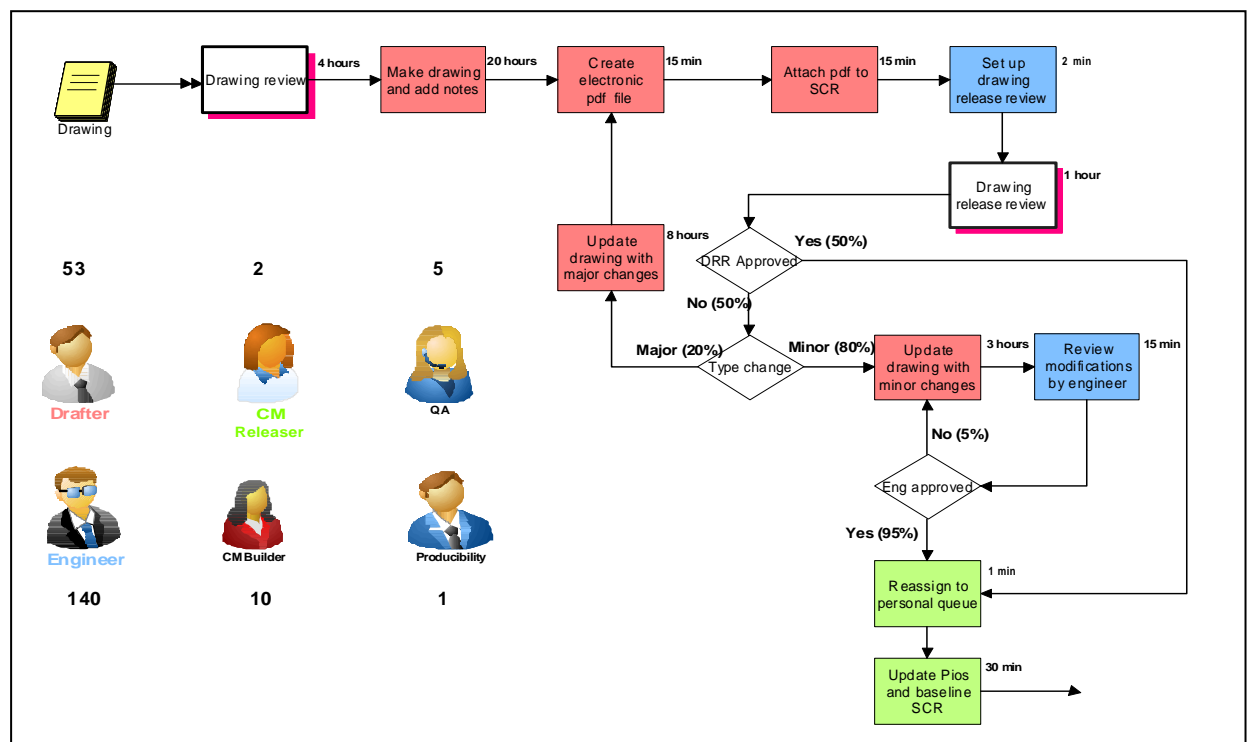 Drawing
Drawing review
4 hours
Make drawing
and add notes
20 hours
Create
electronic
pdf file
15 min
Attach pdf to
SCR
15 min
Set up
drawing
release review
2 min
Drawing
release review
1 hour
DRR Approved
Yes (50%)
No (50%)
Update
drawing with
major changes
8 hours
Major (20%)
Type change
Minor (80%)
Update
drawing with
minor changes
3 hours
Review
modifications
by engineer
15 min
No (5%)
Eng approved
Yes (95%)
Reassign to
personal queue
1 min
Update Pios
and baseline
SCR
30 min
53
2
5
Drafter
CM
Releaser
QA
Engineer
CM Builder
Producibility
140
10
1